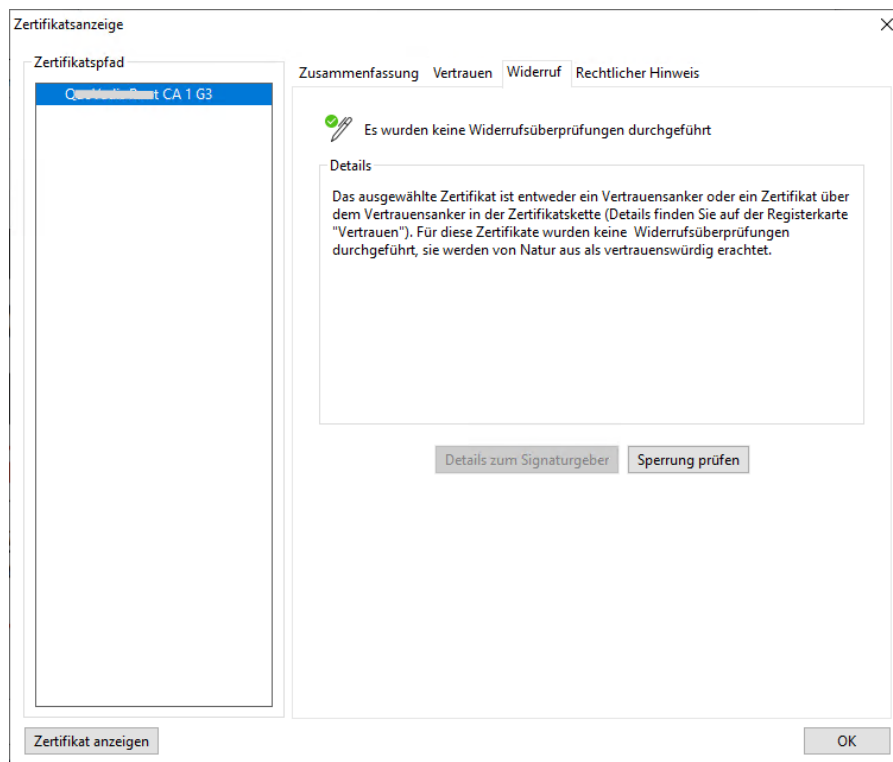 Zertifikatsanzeige
Zertifikatspfad
CA 1 G3
Zusammenfassung Vertrauen Widerruf Rechtlicher Hinweis
Es wurden keine Widerrufsüberprüfungen durchgeführt
Details
Das ausgewählte Zertifikat ist entweder ein Vertrauensanker oder ein Zertifikat über
dem Vertrauensanker in der Zertifikatskette (Details finden Sie auf der Registerkarte
"Vertrauen"). Für diese Zertifikate wurden keine Widerrufsüberprüfungen
durchgeführt, sie werden von Natur aus als vertrauenswürdig erachtet.
Details zum Signaturgeber Sperrung prüfen
Zertifikat anzeigen OK